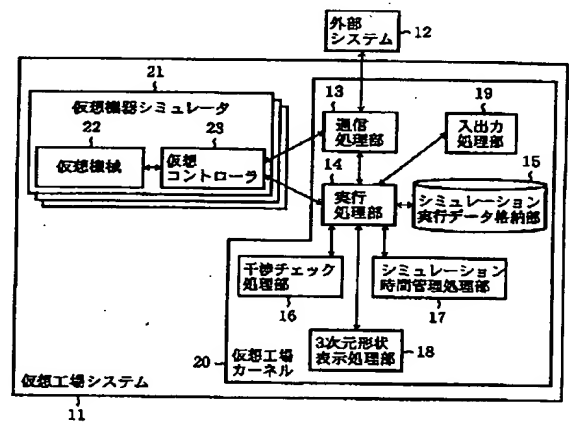 外部
システム
12
21
仮想機器シミュレータ
22
23
仮想機械
仮想
コントローラ
13
通信
処理部
19
入出力
処理部
14
実行
処理部
15
シミュレーション
実行データ格納部
干渉チェック
処理部
16
シミュレーション
時間管理処理部
17
3次元形状
表示処理部
18
20
仮想工場
カーネル
仮想工場システム
11